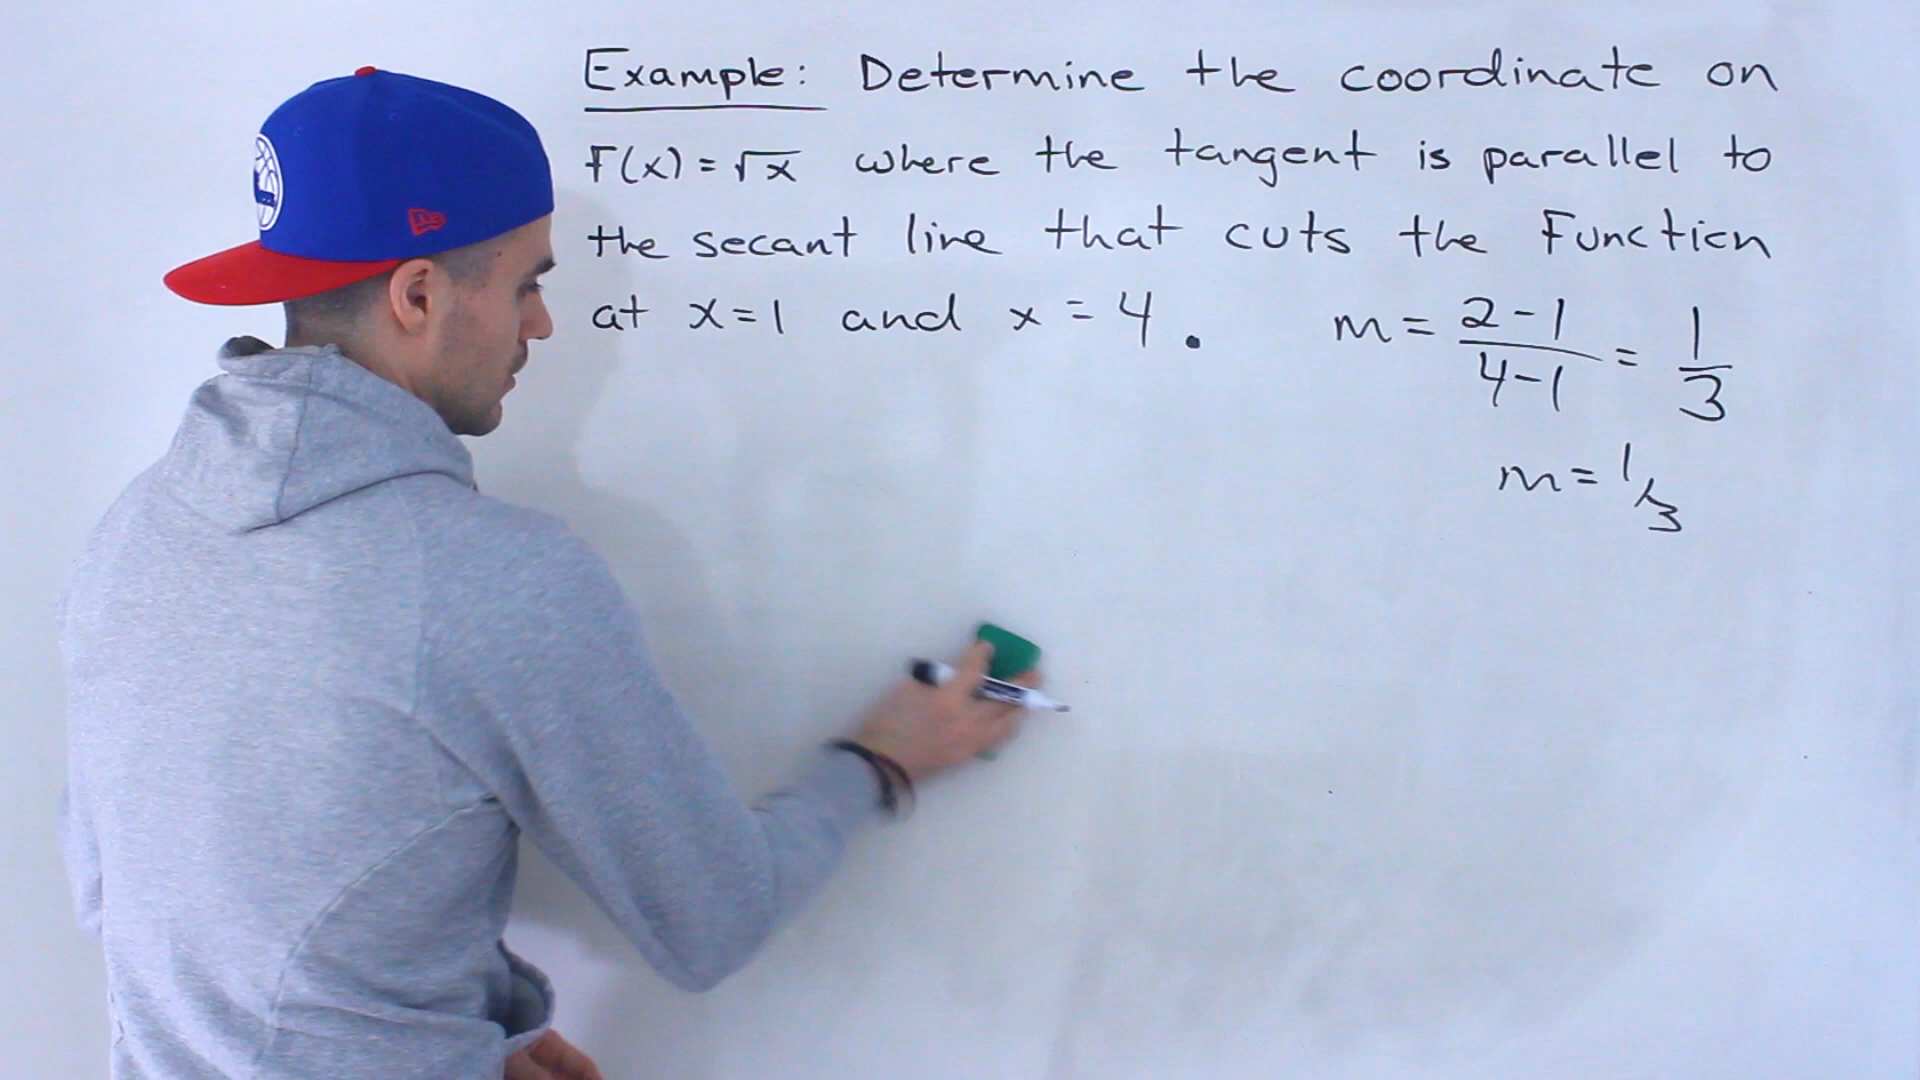 Example: Determine the coordinate on
F(x) = √x where the tangent is parallel to
the secant line that cuts the Function
at x=1 and x = 4.
m = 2-1/4-1 = 1/3
m = 1/3